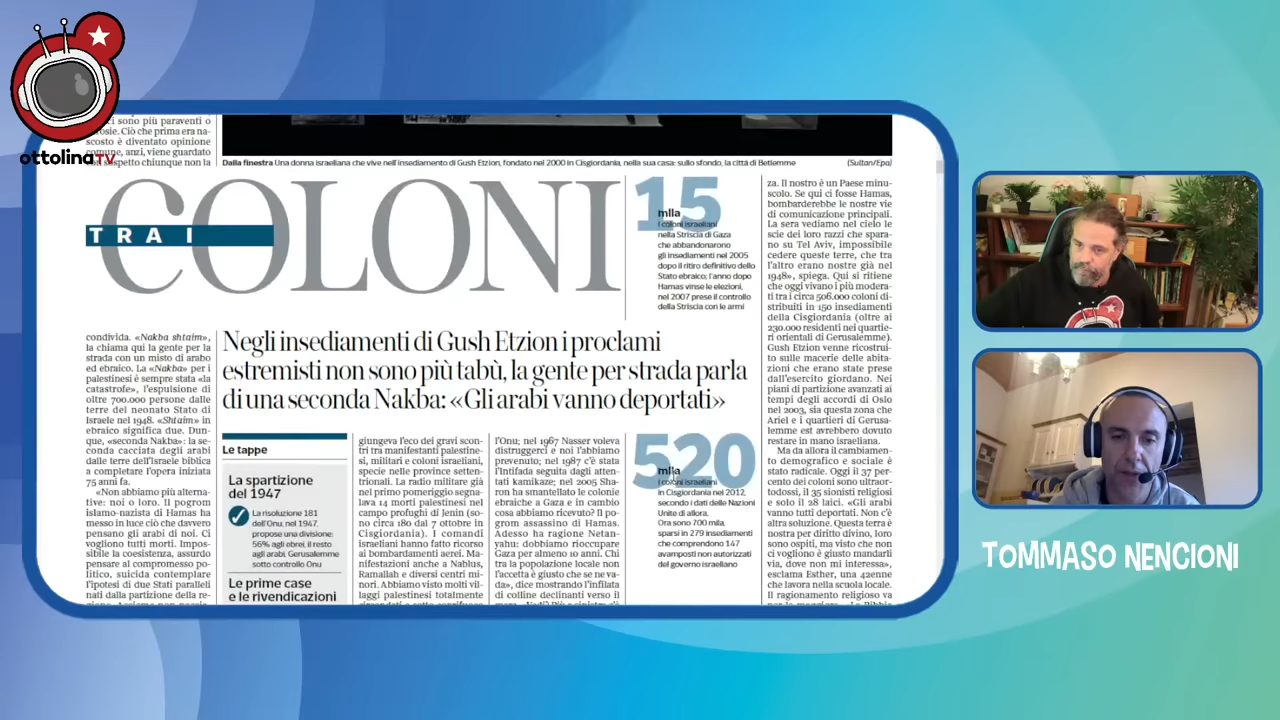 ottolina TV
ci sono più paraventi o
Ciò che prima era na-
scosto è diventato opinione
comune, anzi, viene guardato
sospetto chiunque non la
Dalla finestra Una donna israeliana che vive nell'insediamento di Gush Etzion, fondato nel 2000 in Cisgiordania, nella sua casa: sullo sfondo, la città di Betlemme
(Sultan/Epa)
TRA I
COLONI
condivida. «Nakba shtaim»,
la chiama qui la gente per la
strada con un misto di arabo
ed ebraico. La «Nakba» per i
palestinesi è sempre stata «la
catastrofe», l'espulsione di
oltre 700.000 persone dalle
terre del neonato Stato di
Israele nel 1948. «Shtaim» in
ebraico significa due. Dun-
que, «seconda Nakba»: la se-
conda cacciata degli arabi
dalle terre dell'Israele biblica
a completare l'opera iniziata
75 anni fa.
«Non abbiamo più alterna-
tive: noi o loro. Il pogrom
islamo-nazista di Hamas ha
messo in luce ciò che davvero
pensano gli arabi di noi. Ci
vogliono tutti morti. Impos-
sibile la coesistenza, assurdo
pensare al compromesso po-
litico, suicida contemplare
l'ipotesi di due Stati paralleli
nati dalla partizione della re-
Negli insediamenti di Gush Etzion i proclami
estremisti non sono più tabù, la gente per strada parla
di una seconda Nakba: «Gli arabi vanno deportati»
Le tappe
La spartizione
del 1947
La risoluzione 181
dell'Onu, nel 1947,
propose una divisione:
56% agli ebrei, il resto
agli arabi, Gerusalemme
sotto controllo Onu
Le prime case
e le rivendicazioni
giungeva l'eco dei gravi scon-
tri tra manifestanti palestine-
si, militari e coloni israeliani,
specie nelle province setten-
trionali. La radio militare già
nel primo pomeriggio segna-
lava 14 morti palestinesi nel
campo profughi di Jenin (so-
no circa 180 dal 7 ottobre in
Cisgiordania). I comandi
israeliani hanno fatto ricorso
ai bombardamenti aerei. Ma-
nifestazioni anche a Nablus,
Ramallah e diversi centri mi-
nori. Abbiamo visto molti vil-
laggi palestinesi totalmente
l'Onu; nel 1967 Nasser voleva
distruggerci e noi l'abbiamo
prevenuto; nel 1987 c'è stata
l'Intifada seguita dagli atten-
tati kamikaze; nel 2005 Sha-
ron ha smantellato le colonie
ebraiche a Gaza e in cambio
cosa abbiamo ricevuto? Il po-
grom assassino di Hamas.
Adesso ha ragione Netan-
yahu: dobbiamo rioccupare
Gaza per almeno 10 anni. Chi
tra la popolazione locale non
l'accetta è giusto che se ne va-
da», dice mostrando l'infilata
di colline declinanti verso il
15
mila
I coloni israeliani
nella Striscia di Gaza
che abbandonarono
gli insediamenti nel 2005
dopo il ritiro definitivo dello
Stato ebraico; l'anno dopo
Hamas vinse le elezioni,
nel 2007 prese il controllo
della Striscia con le armi
520
mila
I coloni israeliani
in Cisgiordania nel 2012,
secondo i dati delle Nazioni
Unite di allora.
Ora sono 700 mila,
sparsi in 279 insediamenti
che comprendono 147
avamposti non autorizzati
del governo israeliano
za. Il nostro è un Paese minu-
scolo. Se qui ci fosse Hamas,
bombarderebbe le nostre vie
di comunicazione principali.
La sera vediamo nel cielo le
scie dei loro razzi che spara-
no su Tel Aviv, impossibile
cedere queste terre, che tra
l'altro erano nostre già nel
1948», spiega. Qui si ritiene
che oggi vivano i più modera-
ti tra i circa 506.000 coloni di-
stribuiti in 150 insediamenti
della Cisgiordania (oltre ai
230.000 residenti nei quartie-
ri orientali di Gerusalemme).
Gush Etzion venne ricostrui-
to sulle macerie delle abita-
zioni che erano state prese
dall'esercito giordano. Nei
piani di partizione avanzati ai
tempi degli accordi di Oslo
nel 2003, sia questa zona che
Ariel e i quartieri di Gerusa-
lemme est avrebbero dovuto
restare in mano israeliana.
Ma da allora il cambiamento
demografico e sociale è
stato radicale. Oggi il 37 per
cento dei coloni sono ultraor-
todossi, il 35 sionisti religiosi
e solo il 28 laici. «Gli arabi
vanno tutti deportati. Non c'è
altra soluzione. Questa terra è
nostra per diritto divino, loro
sono ospiti, ma visto che non
ci vogliono è giusto mandarli
via, dove non mi interessa»,
esclama Esther, una 42enne
che lavora nella scuola locale.
Il ragionamento religioso va
TOMMASO NENCIONI